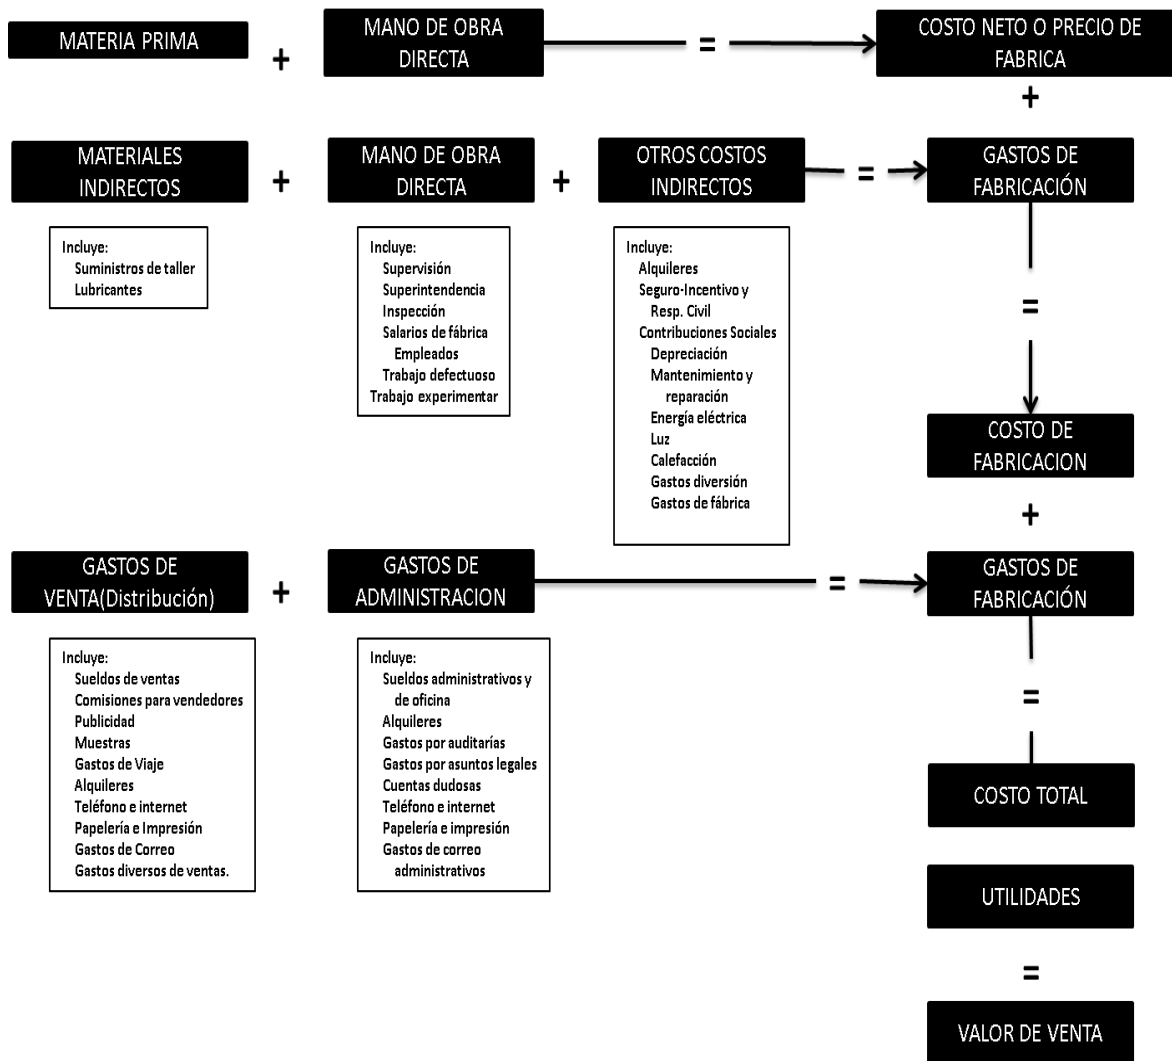 MATERIA PRIMA
+
MANO DE OBRA
DIRECTA
=
COSTO NETO O PRECIO DE
FABRICA
+
MATERIALES
INDIRECTOS
+
MANO DE OBRA
DIRECTA
+
OTROS COSTOS
INDIRECTOS
=
GASTOS DE
FABRICACIÓN
Incluye:
Suministros de taller
Lubricantes
Incluye:
Supervisión
Superintendencia
Inspección
Salarios de fábrica
Empleados
Trabajo defectuoso
Trabajo experimentar
Incluye:
Alquileres
Seguro-Incentivo y
Resp. Civil
Contribuciones Sociales
Depreciación
Mantenimiento y
reparación
Energía eléctrica
Luz
Calefacción
Gastos diversión
Gastos de fábrica
=
COSTO DE
FABRICACION
+
GASTOS DE
VENTA(Distribución)
+
GASTOS DE
ADMINISTRACION
=
GASTOS DE
FABRICACIÓN
Incluye:
Sueldos de ventas
Comisiones para vendedores
Publicidad
Muestras
Gastos de Viaje
Alquileres
Teléfono e internet
Papelería e Impresión
Gastos de Correo
Gastos diversos de ventas.
Incluye:
Sueldos administrativos y
de oficina
Alquileres
Gastos por auditarías
Gastos por asuntos legales
Cuentas dudosas
Teléfono e internet
Papelería e impresión
Gastos de correo
administrativos
=
COSTO TOTAL
UTILIDADES
=
VALOR DE VENTA